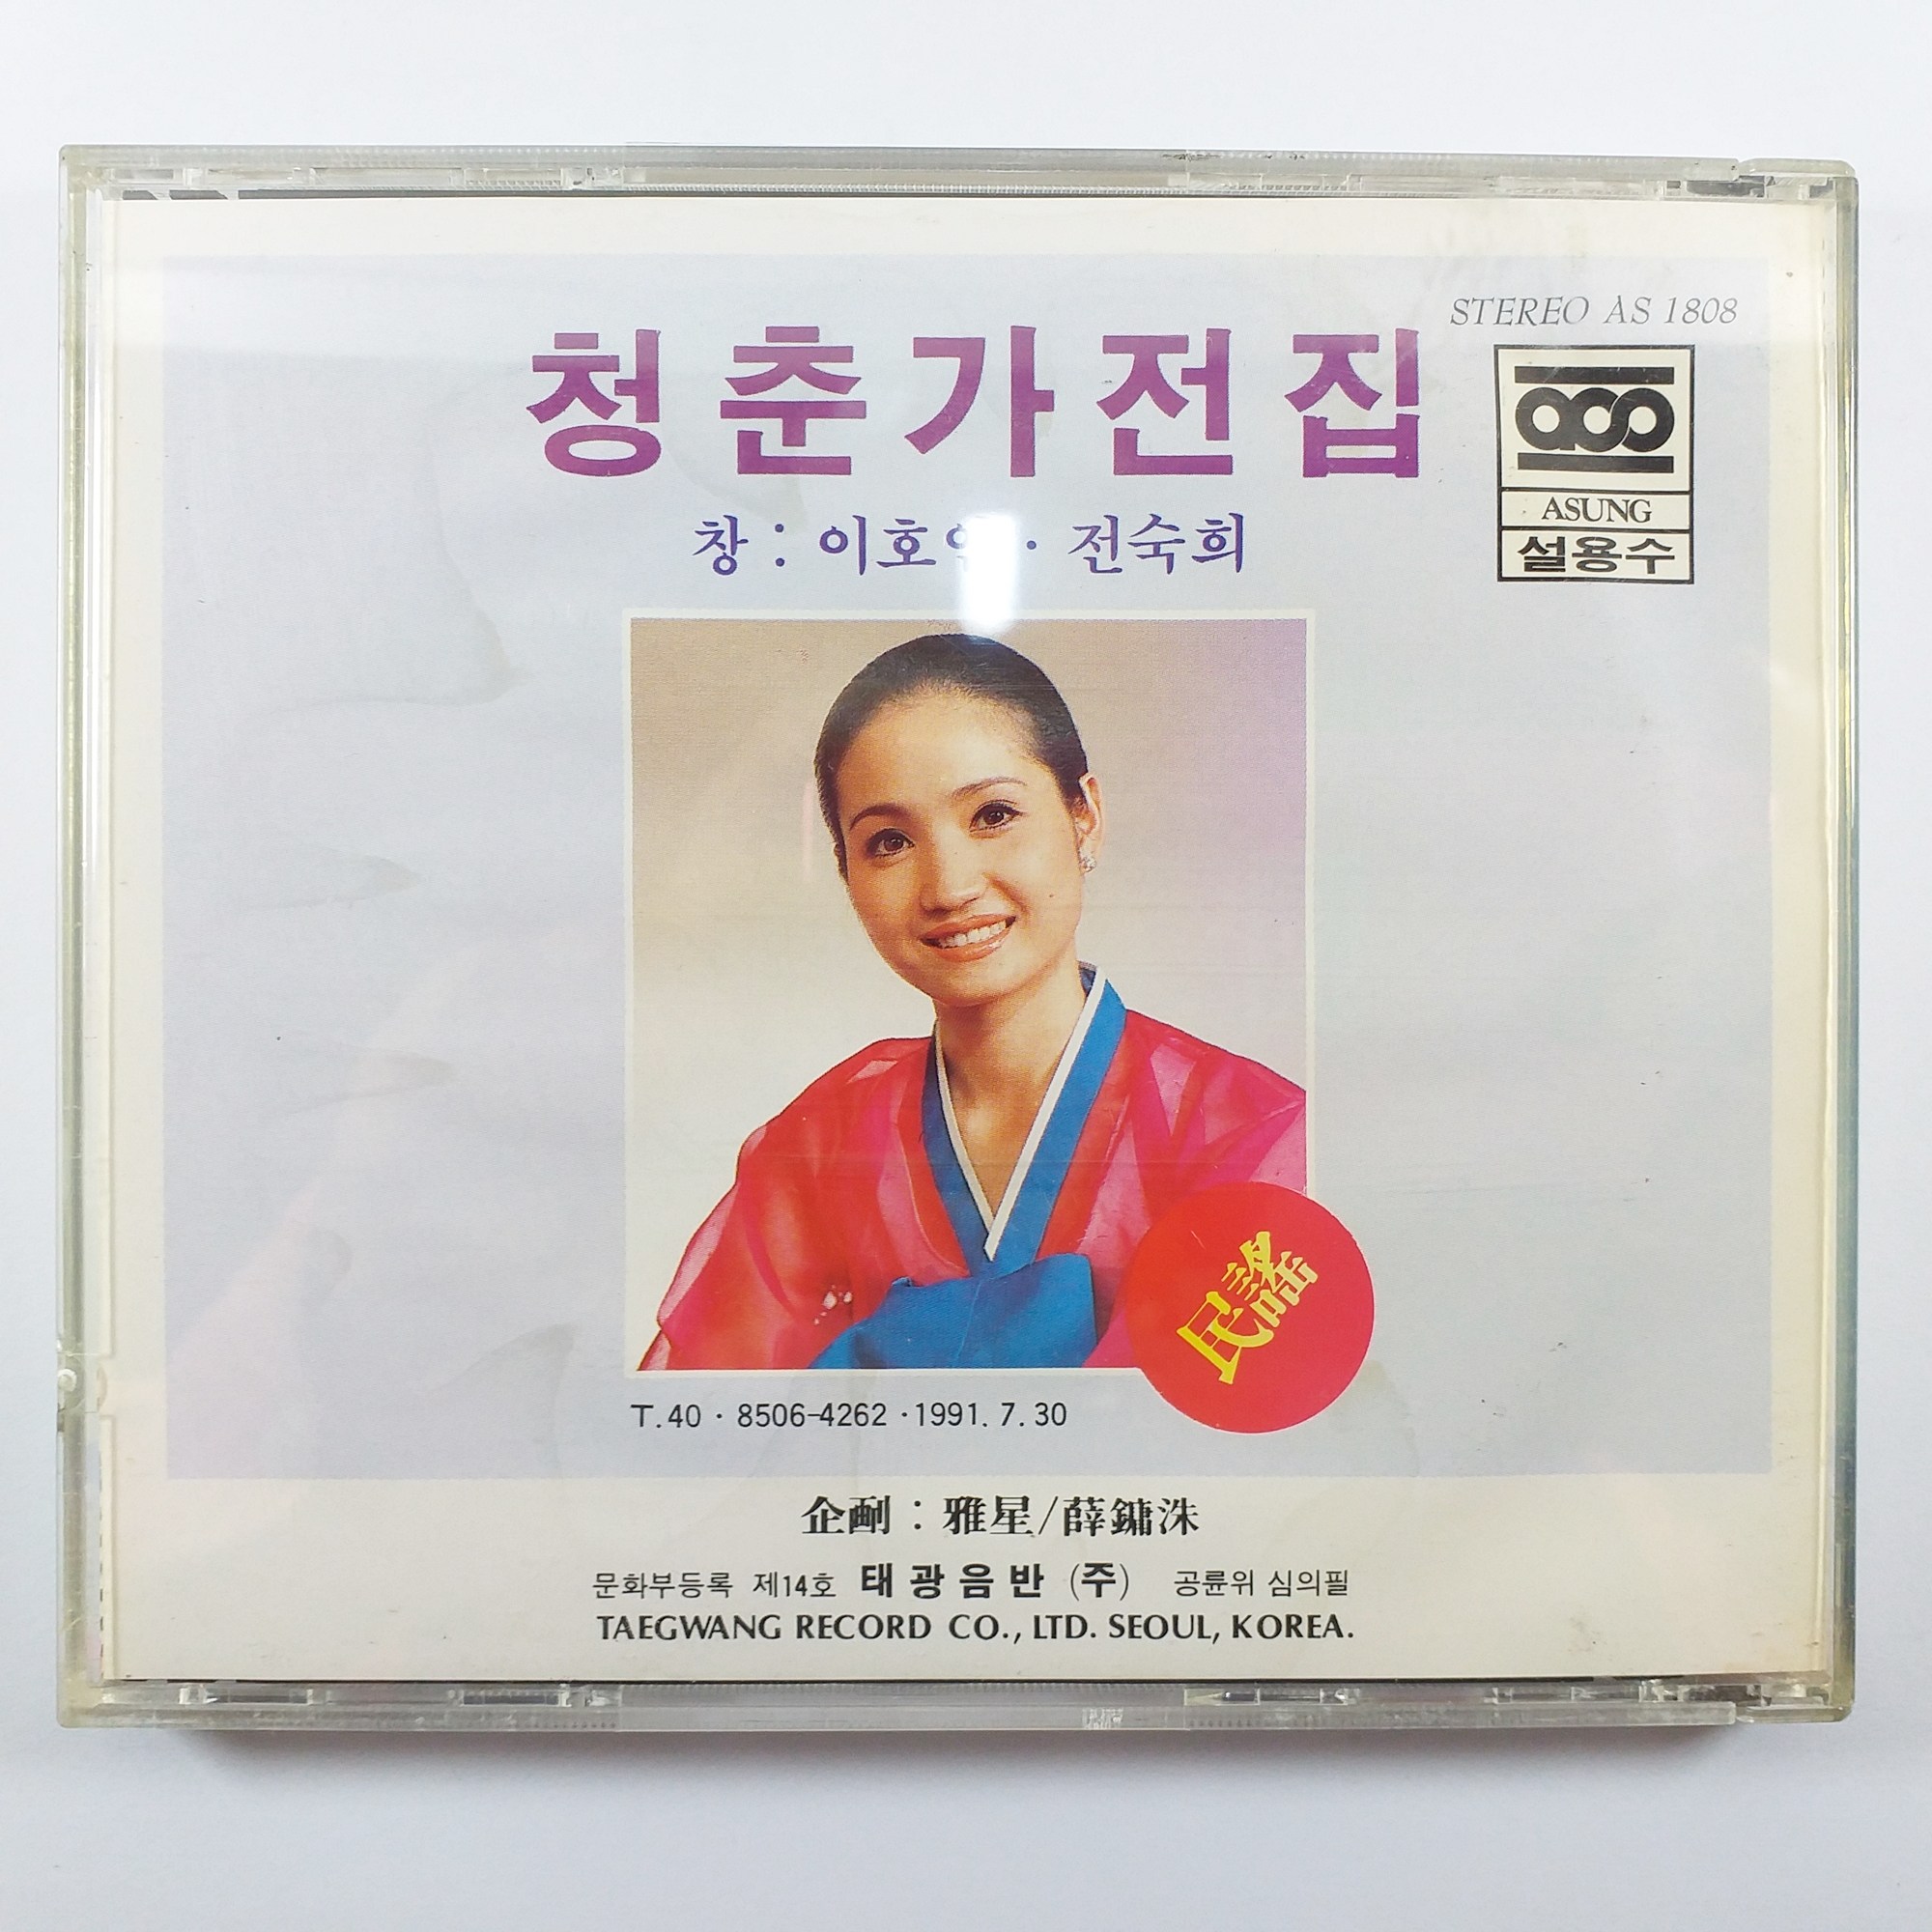 STEREO AS 1808
청춘가전집
ASUNG
설용수
창: · 전숙희
民謠
T.40 · 8506-4262 ·1991. 7. 30
企劃 : 雅星/薛鏞洙
문화부등록 제14호 태광음반 (주) 공륜위 심의필
TAEGWANG RECORD CO., LTD. SEOUL, KOREA.